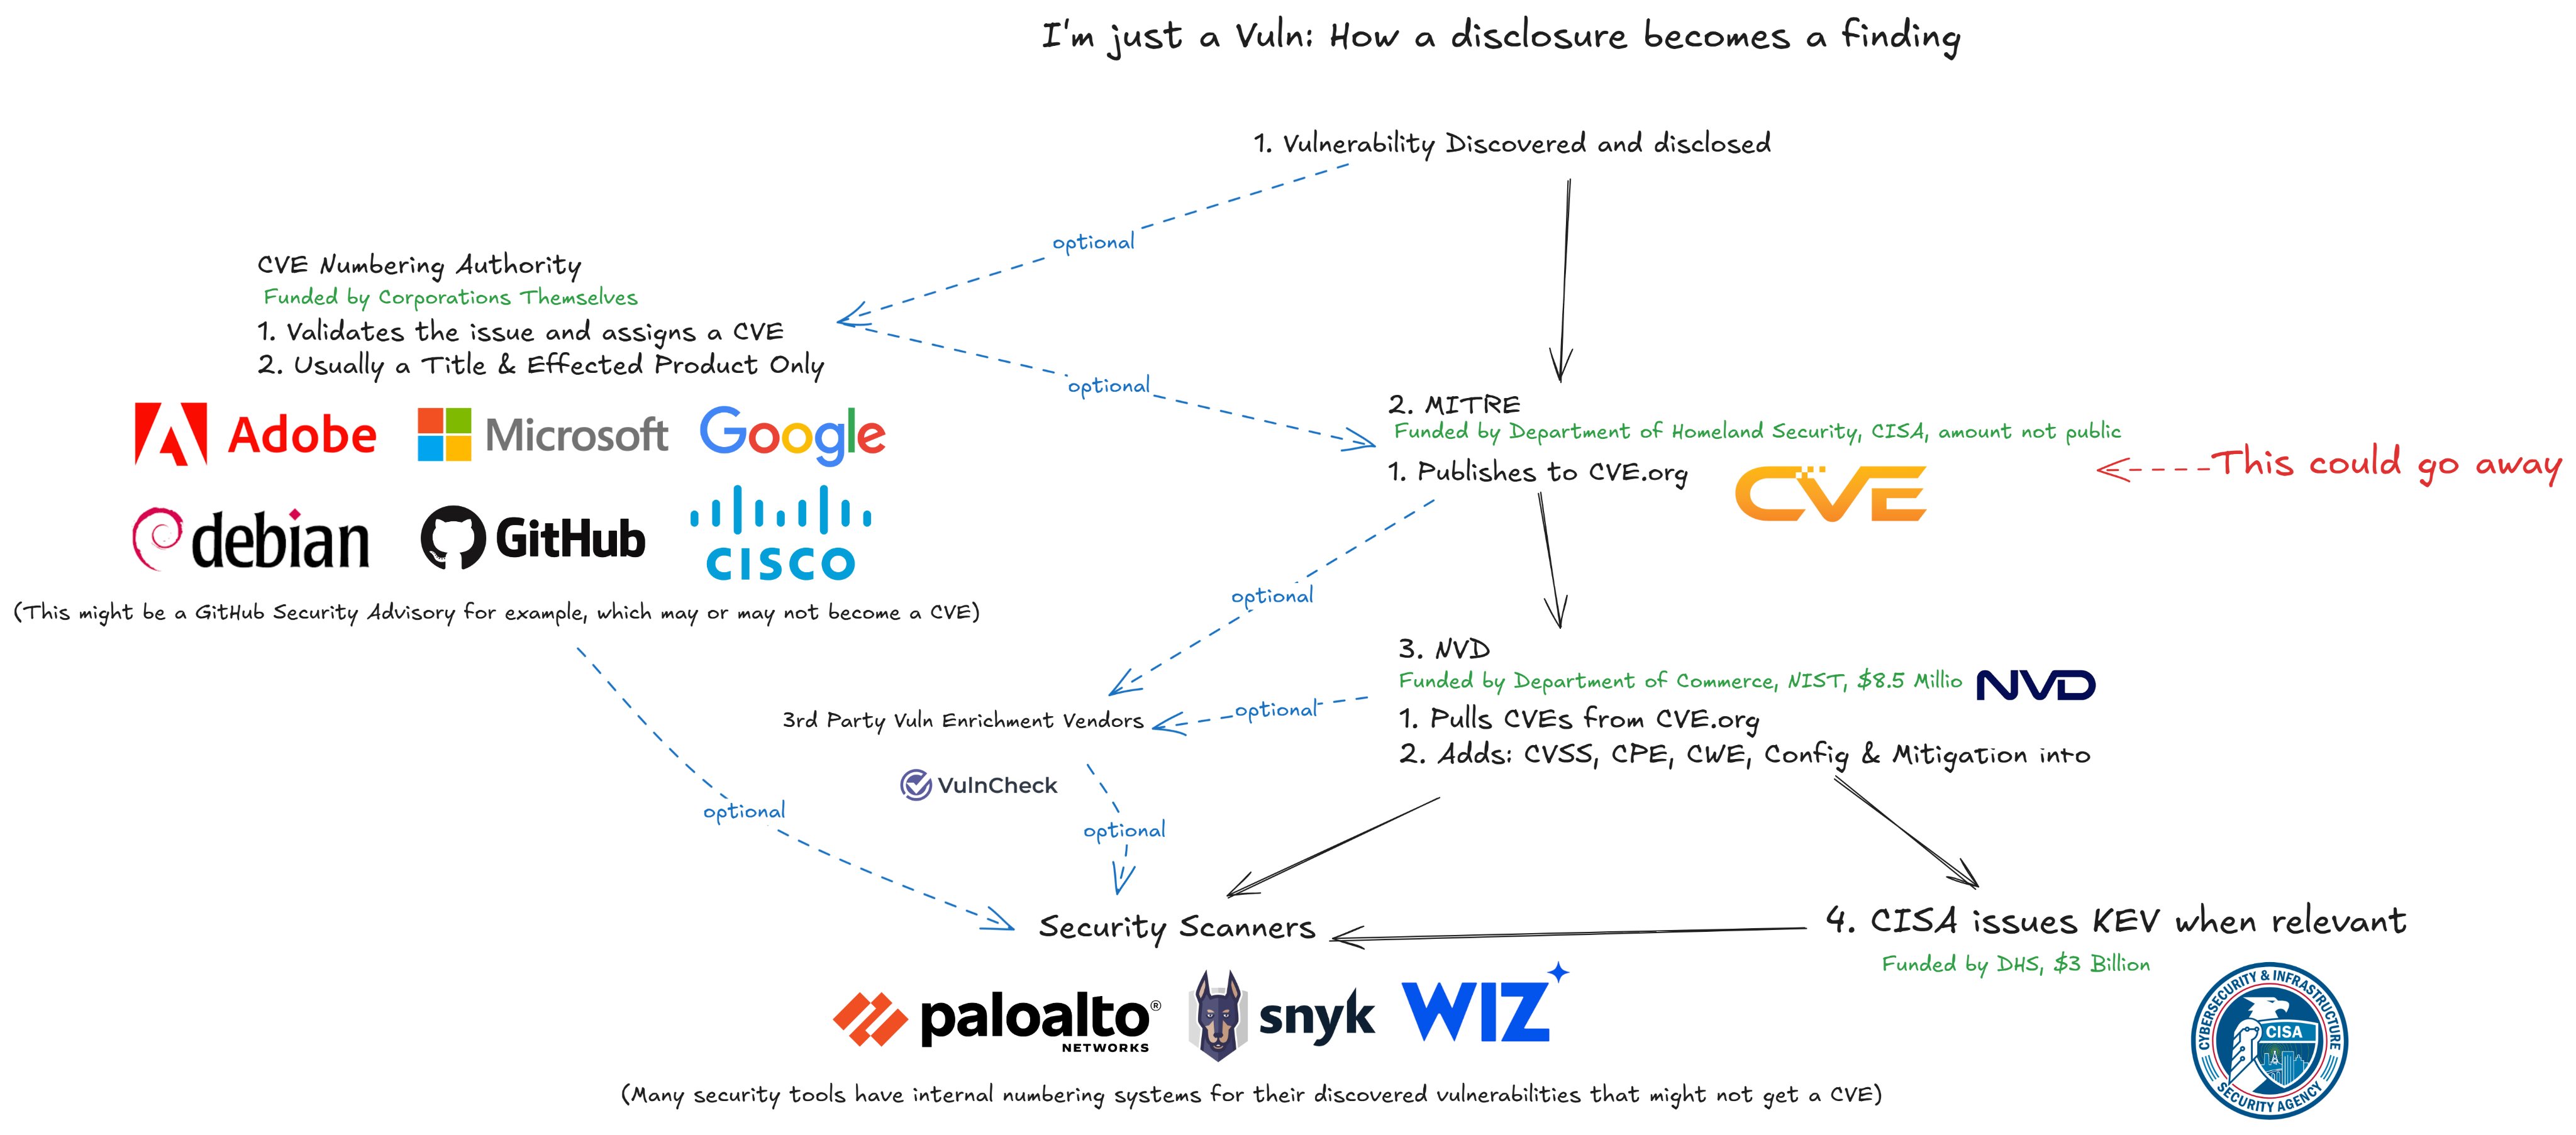 I'm just a Vuln: How a disclosure becomes a finding
1. Vulnerability Discovered and disclosed
optional
CVE Numbering Authority
Funded by Corporations Themselves
1. Validates the issue and assigns a CVE
2. Usually a Title & Effected Product Only
Adobe
Microsoft
Google
debian
GitHub
CISCO
(This might be a GitHub Security Advisory for example, which may or may not become a CVE)
optional
2. MITRE
Funded by Department of Homeland Security, CISA, amount not public
1. Publishes to CVE.org
CVE
This could go away
optional
3. NVD
Funded by Department of Commerce, NIST, $8.5 Millio
NVD
1. Pulls CVEs from CVE.org
2. Adds: CVSS, CPE, CWE, Config & Mitigation into
optional
3rd Party Vuln Enrichment Vendors
VulnCheck
optional
optional
Security Scanners
4. CISA issues KEV when relevant
Funded by DHS, $3 Billion
paloalto®
NETWORKS
snyk
WIZ
CYBERSECURITY & INFRASTRUCTURE
CISA
SECURITY AGENCY
(Many security tools have internal numbering systems for their discovered vulnerabilities that might not get a CVE)